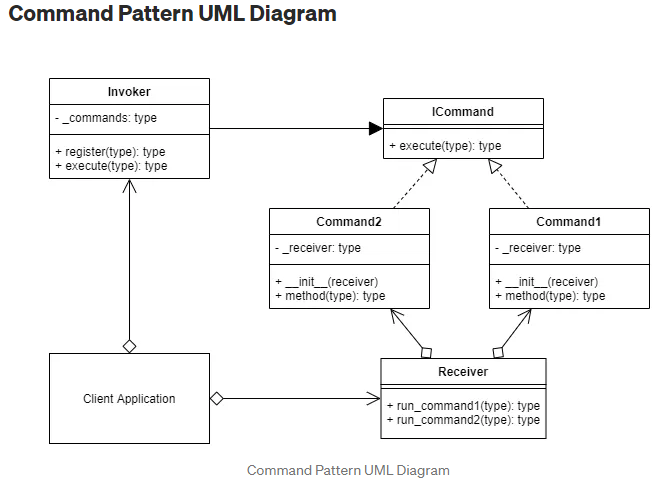 Command Pattern UML Diagram
Invoker
- _commands: type
+ register(type): type
+ execute(type): type
ICommand
+ execute(type): type
Command2
- _receiver: type
+ __init__(receiver)
+ method(type): type
Command1
- _receiver: type
+ __init__(receiver)
+ method(type): type
Client Application
Receiver
+ run_command1(type): type
+ run_command2(type): type
Command Pattern UML Diagram